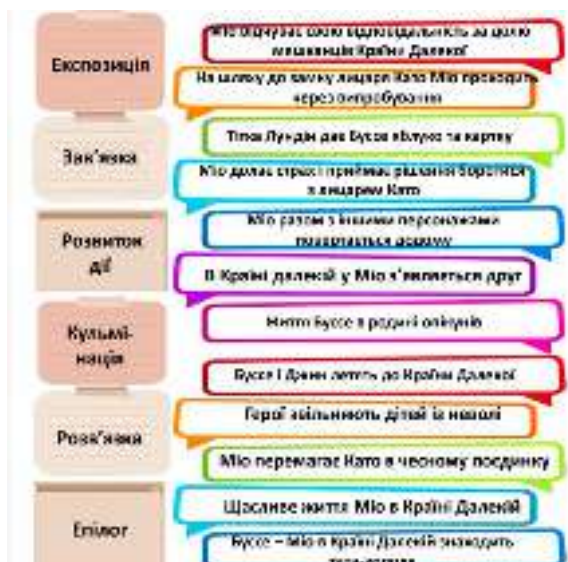 Експозиція
Міо відчуває свою відповідальність за долю
мешканців Країни Далекої
На шляху до замку лицаря Като Міо проходить
через випробування
Зав'язка
Тітка Лундін дає Буссе яблуко та картку
Міо долає страх і приймає рішення боротися
з лицарем Като
Розвиток
дії
Міо разом з іншими персонажами
повертається додому
В Країні далекій у Міо з'являється друг
Кульмі-
нація
Життя Буссе в родині опікунів
Буссе і Джин летять до Країни Далекої
Розв'язка
Герої звільняють дітей із неволі
Міо перемагає Като в чесному поєдинку
Епілог
Щасливе життя Міо в Країні Далекій
Буссе – Міо в Країні Далекій знаходить